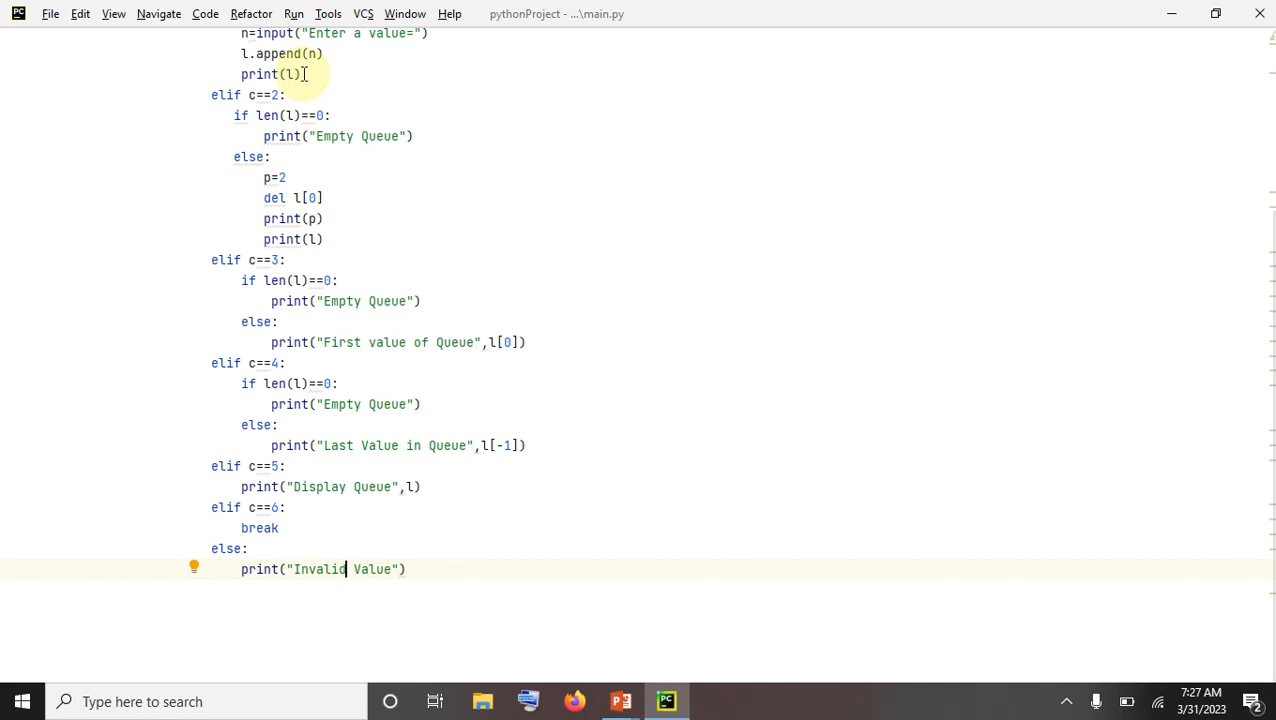 PC File Edit View Navigate Code Refactor Run Tools VCS Window Help pythonProject - ...\main.py
n=input("Enter a value=")
l.append(n)
print(l)
elif c==2:
if len(l)==0:
print("Empty Queue")
else:
p=2
del l[0]
print(p)
print(l)
elif c==3:
if len(l)==0:
print("Empty Queue")
else:
print("First value of Queue",l[0])
elif c==4:
if len(l)==0:
print("Empty Queue")
else:
print("Last Value in Queue",l[-1])
elif c==5:
print("Display Queue",l)
elif c==6:
break
else:
print("Invalid Value")
Type here to search
PC
7:27 AM
3/31/2023
2